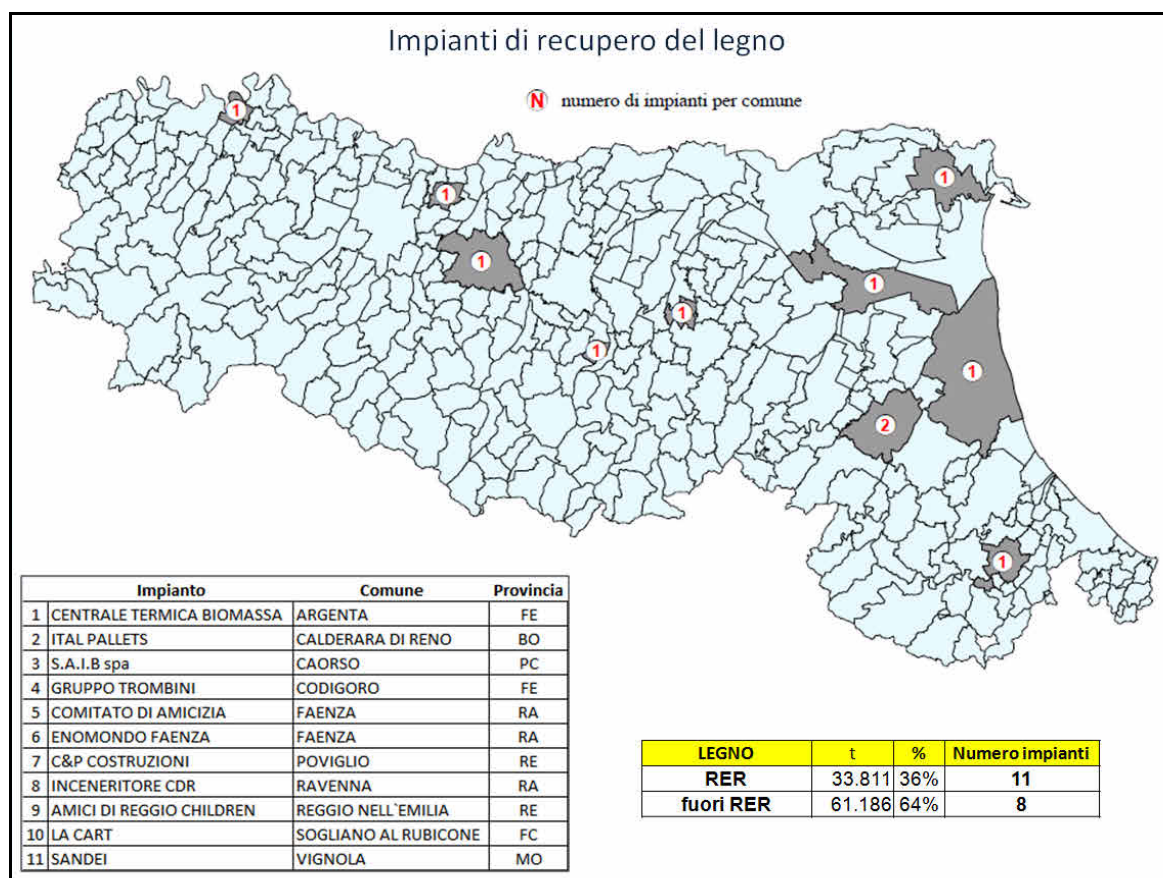 Impianti di recupero del legno
N numero di impianti per comune
1
1
1
1
1
1
1
1
2
1
Impianto Comune Provincia
1 CENTRALE TERMICA BIOMASSA ARGENTA FE
2 ITAL PALLETS CALDERARA DI RENO BO
3 S.A.I.B spa CAORSO PC
4 GRUPPO TROMBINI CODIGORO FE
5 COMITATO DI AMICIZIA FAENZA RA
6 ENOMONDO FAENZA FAENZA RA
7 C&P COSTRUZIONI POVIGLIO RE
8 INCENERITORE CDR RAVENNA RA
9 AMICI DI REGGIO CHILDREN REGGIO NELL`EMILIA RE
10 LA CART SOGLIANO AL RUBICONE FC
11 SANDEI VIGNOLA MO
LEGNO t % Numero impianti
RER 33.811 36% 11
fuori RER 61.186 64% 8